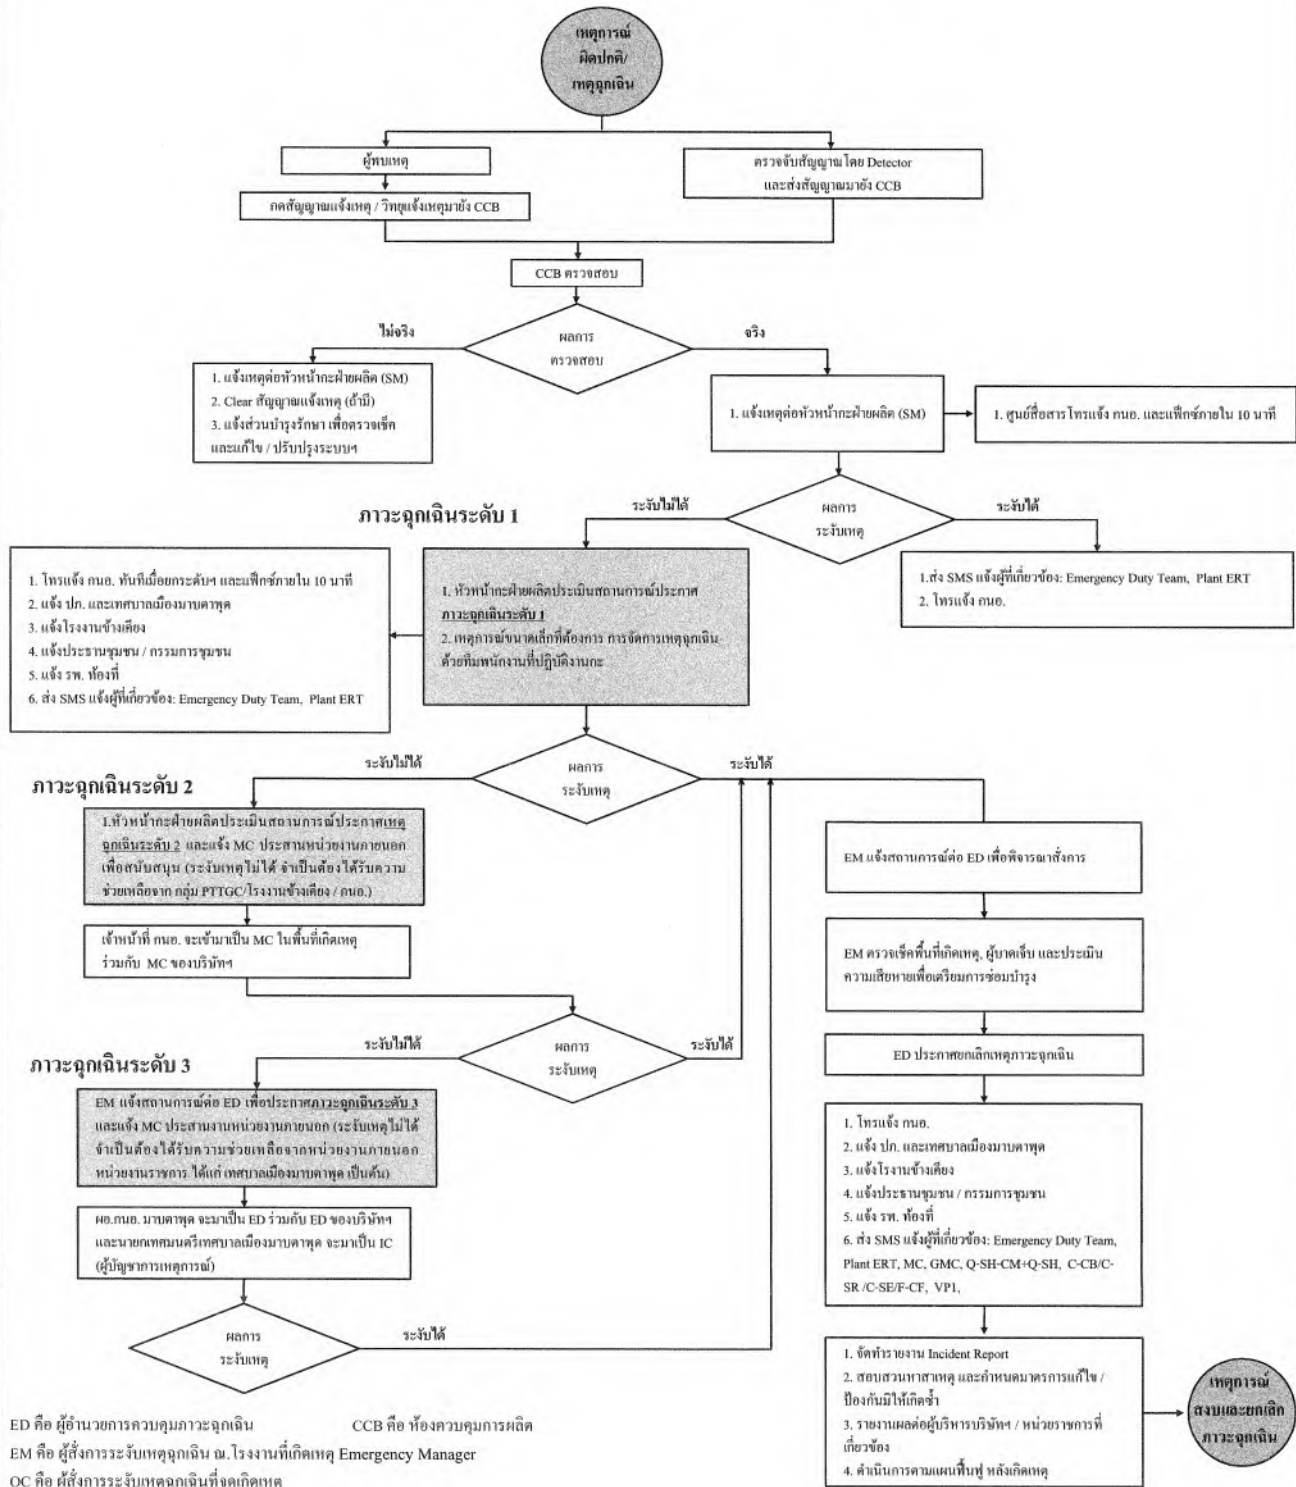 เหตุการณ์
ผิดปกติ/
เหตุฉุกเฉิน
ผู้พบเหตุ
ตรวจจับสัญญาณโดย Detector
และส่งสัญญาณมายัง CCB
กดสัญญาณแจ้งเหตุ / วิทยุแจ้งเหตุมายัง CCB
CCB ตรวจสอบ
ไม่จริง
ผลการ
ตรวจสอบ
จริง
1. แจ้งเหตุต่อหัวหน้ากะฝ่ายผลิต (SM)
2. Clear สัญญาณแจ้งเหตุ (ถ้ามี)
3. แจ้งส่วนบำรุงรักษา เพื่อตรวจเช็ค
และแก้ไข / ปรับปรุงระบบฯ
1. แจ้งเหตุต่อหัวหน้ากะฝ่ายผลิต (SM)
1. ศูนย์สื่อสารโทรแจ้ง กนอ. และแฟ็กซ์ภายใน 10 นาที
ภาวะฉุกเฉินระดับ 1
ระงับไม่ได้
ผลการ
ระงับเหตุ
ระงับได้
1. โทรแจ้ง กนอ. ทันทีเมื่อยกระดับฯ และแฟ็กซ์ภายใน 10 นาที
2. แจ้ง ปภ. และเทศบาลเมืองมาบตาพุด
3. แจ้งโรงงานข้างเคียง
4. แจ้งประธานชุมชน / กรรมการชุมชน
5. แจ้ง รพ. ท้องที่
6. ส่ง SMS แจ้งผู้ที่เกี่ยวข้อง: Emergency Duty Team, Plant ERT
1. หัวหน้ากะฝ่ายผลิตประเมินสถานการณ์ประกาศ
ภาวะฉุกเฉินระดับ 1
2. เหตุการณ์ขนาดเล็กที่ต้องการ การจัดการเหตุฉุกเฉิน
ด้วยทีมพนักงานที่ปฏิบัติงานกะ
1.ส่ง SMS แจ้งผู้ที่เกี่ยวข้อง: Emergency Duty Team, Plant ERT
2. โทรแจ้ง กนอ.
ภาวะฉุกเฉินระดับ 2
ระงับไม่ได้
ผลการ
ระงับเหตุ
ระงับได้
1.หัวหน้ากะฝ่ายผลิตประเมินสถานการณ์ประกาศเหตุ
ฉุกเฉินระดับ 2 และแจ้ง MC ประสานหน่วยงานภายนอก
เพื่อสนับสนุน (ระงับเหตุไม่ได้ จำเป็นต้องได้รับความ
ช่วยเหลือจาก กลุ่ม PTTGC/โรงงานข้างเคียง / กนอ.)
เจ้าหน้าที่ กนอ. จะเข้ามาเป็น MC ในพื้นที่เกิดเหตุ
ร่วมกับ MC ของบริษัทฯ
EM แจ้งสถานการณ์ต่อ ED เพื่อพิจารณาสั่งการ
EM ตรวจเช็คพื้นที่เกิดเหตุ, ผู้บาดเจ็บ และประเมิน
ความเสียหายเพื่อเตรียมการซ่อมบำรุง
ภาวะฉุกเฉินระดับ 3
ระงับไม่ได้
ผลการ
ระงับเหตุ
ระงับได้
ED ประกาศยกเลิกเหตุภาวะฉุกเฉิน
EM แจ้งสถานการณ์ต่อ ED เพื่อประกาศภาวะฉุกเฉินระดับ 3
และแจ้ง MC ประสานงานหน่วยงานภายนอก (ระงับเหตุไม่ได้
จำเป็นต้องได้รับความช่วยเหลือจากหน่วยงานภายนอก
หน่วยงานราชการ ได้แก่ เทศบาลเมืองมาบตาพุด เป็นต้น)
ผอ.กนอ. มาบตาพุด จะมาเป็น ED ร่วมกับ ED ของบริษัทฯ
และนายกเทศมนตรีเทศบาลเมืองมาบตาพุด จะมาเป็น IC
(ผู้บัญชาการเหตุการณ์)
1. โทรแจ้ง กนอ.
2. แจ้ง ปภ. และเทศบาลเมืองมาบตาพุด
3. แจ้งโรงานข้างเคียง
4. แจ้งประธานชุมชน / กรรมการชุมชน
5. แจ้ง รพ. ท้องที่
6. ส่ง SMS แจ้งผู้ที่เกี่ยวข้อง: Emergency Duty Team,
Plant ERT, MC, GMC, Q-SH-CM+Q-SH, C-CB/C-
SR /C-SE/F-CF, VP1,
ผลการ
ระงับเหตุ
ระงับได้
1. จัดทำรายงาน Incident Report
2. สอบสวนหาสาเหตุ และกำหนดมาตรการแก้ไข /
ป้องกันมิให้เกิดซ้ำ
3. รายงานผลต่อผู้บริหารบริษัทฯ / หน่วยราชการที่
เกี่ยวข้อง
4. ดำเนินการตามแผนฟื้นฟู หลังเกิดเหตุ
เหตุการณ์
สงบและยกเลิก
ภาวะฉุกเฉิน
ED คือ ผู้อำนวยการควบคุมภาวะฉุกเฉิน CCB คือ ห้องควบคุมการผลิต
EM คือ ผู้สั่งการระงับเหตุฉุกเฉิน ณ.โรงงานที่เกิดเหตุ Emergency Manager
OC คือ ผู้สั่งการระงับเหตุฉุกเฉินที่จุดเกิดเหตุ